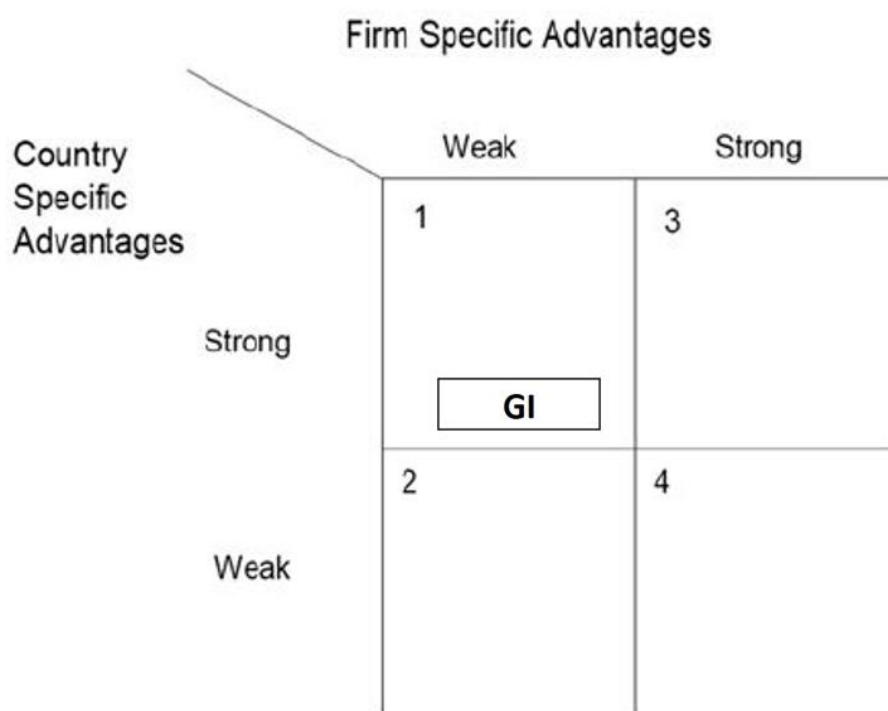 Firm Specific Advantages
Country
Specific
Advantages
Weak
Strong
1
3
Strong
GI
2
4
Weak